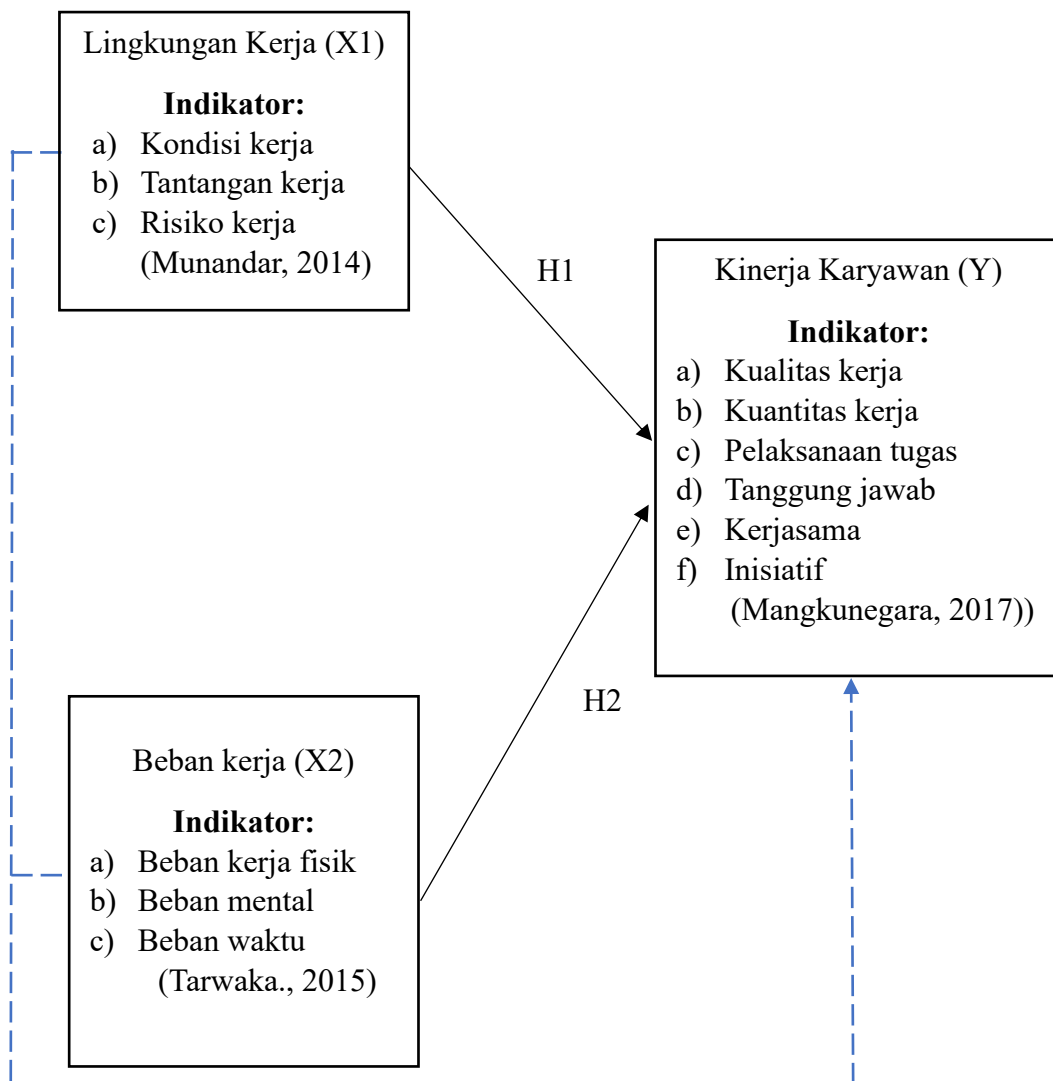 Lingkungan Kerja (X1)
Indikator:
a) Kondisi kerja
b) Tantangan kerja
c) Risiko kerja
(Munandar, 2014)
H1
Kinerja Karyawan (Y)
Indikator:
a) Kualitas kerja
b) Kuantitas kerja
c) Pelaksanaan tugas
d) Tanggung jawab
e) Kerjasama
f) Inisiatif
(Mangkunegara, 2017))
H2
Beban kerja (X2)
Indikator:
a) Beban kerja fisik
b) Beban mental
c) Beban waktu
(Tarwaka., 2015)